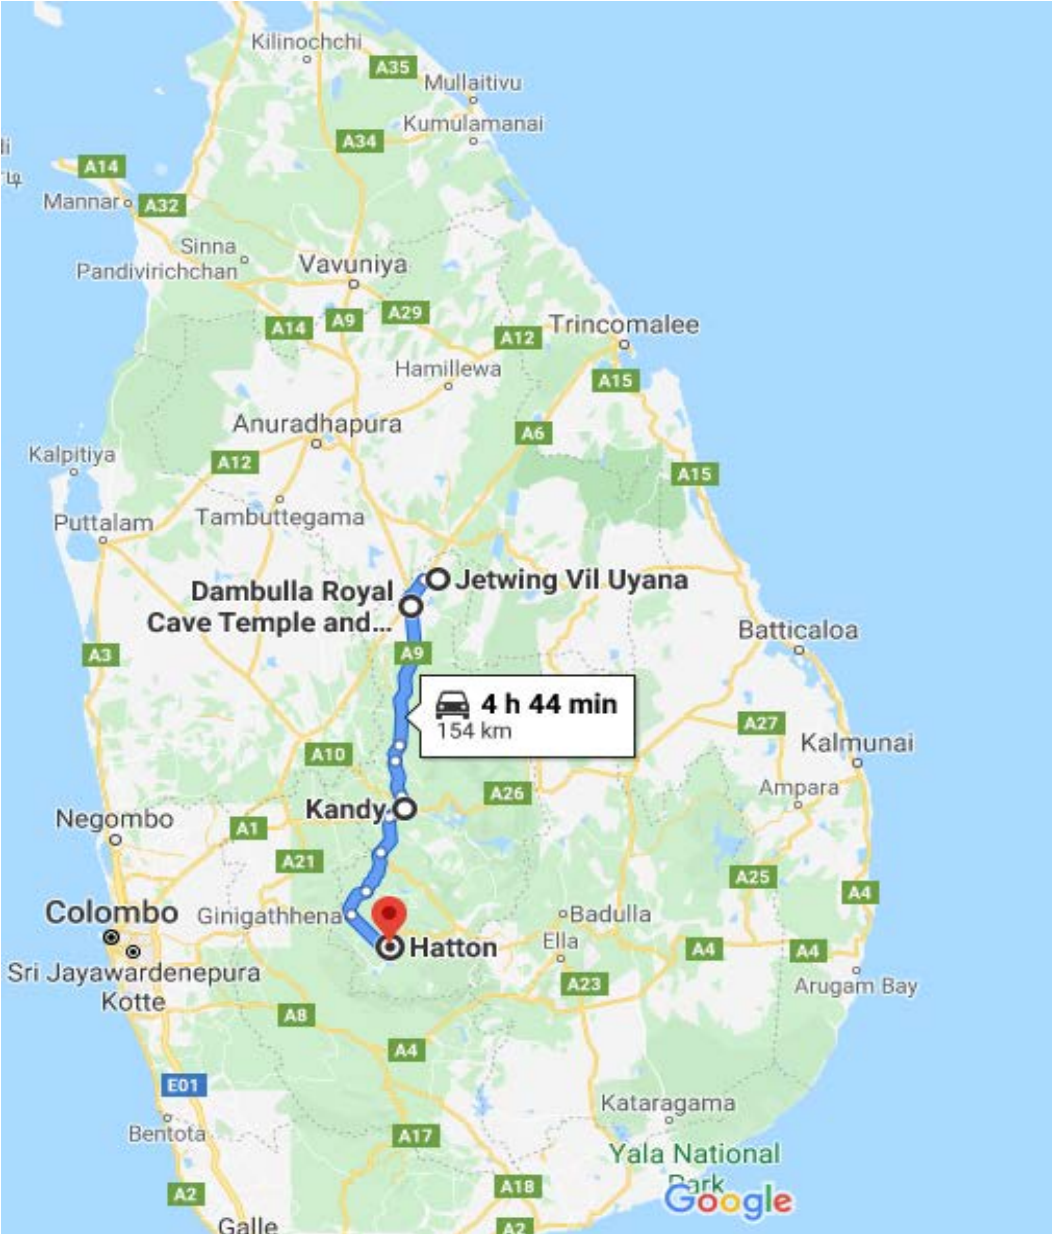 Kilinochchi
A35
Mullaitivu
Kumulamanai
A34
A14
Mannar
A32
Sinna
Pandivirichchan
Vavuniya
A14
A9
A29
A12
Trincomalee
Hamillewa
A15
Anuradhapura
A6
Kalpitiya
A12
A15
Puttalam
Tambuttegama
Jetwing Vil Uyana
Dambulla Royal
Cave Temple and...
A3
A9
Batticaloa
4 h 44 min
154 km
A27
Kalmunai
A10
Ampara
A26
Kandy
Negombo
A1
A21
A25
A4
Colombo
Ginigathhena
Badulla
Hatton
Ella
A4
A4
Sri Jayawardenepura
Kotte
A23
Arugam Bay
A8
A4
E01
Kataragama
Bentota
A17
Yala National
Park
A18
Google
A2
Galle
A2